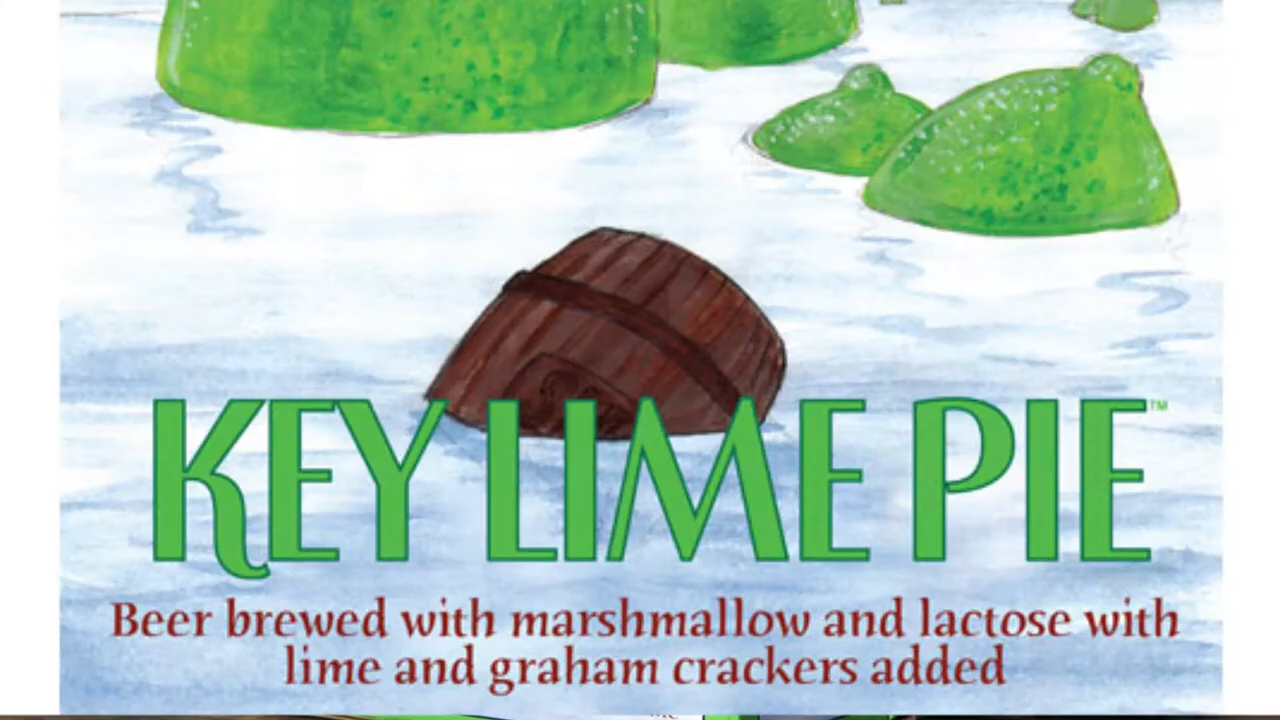 KEY LIME PIE™
Beer brewed with marshmallow and lactose with
lime and graham crackers added